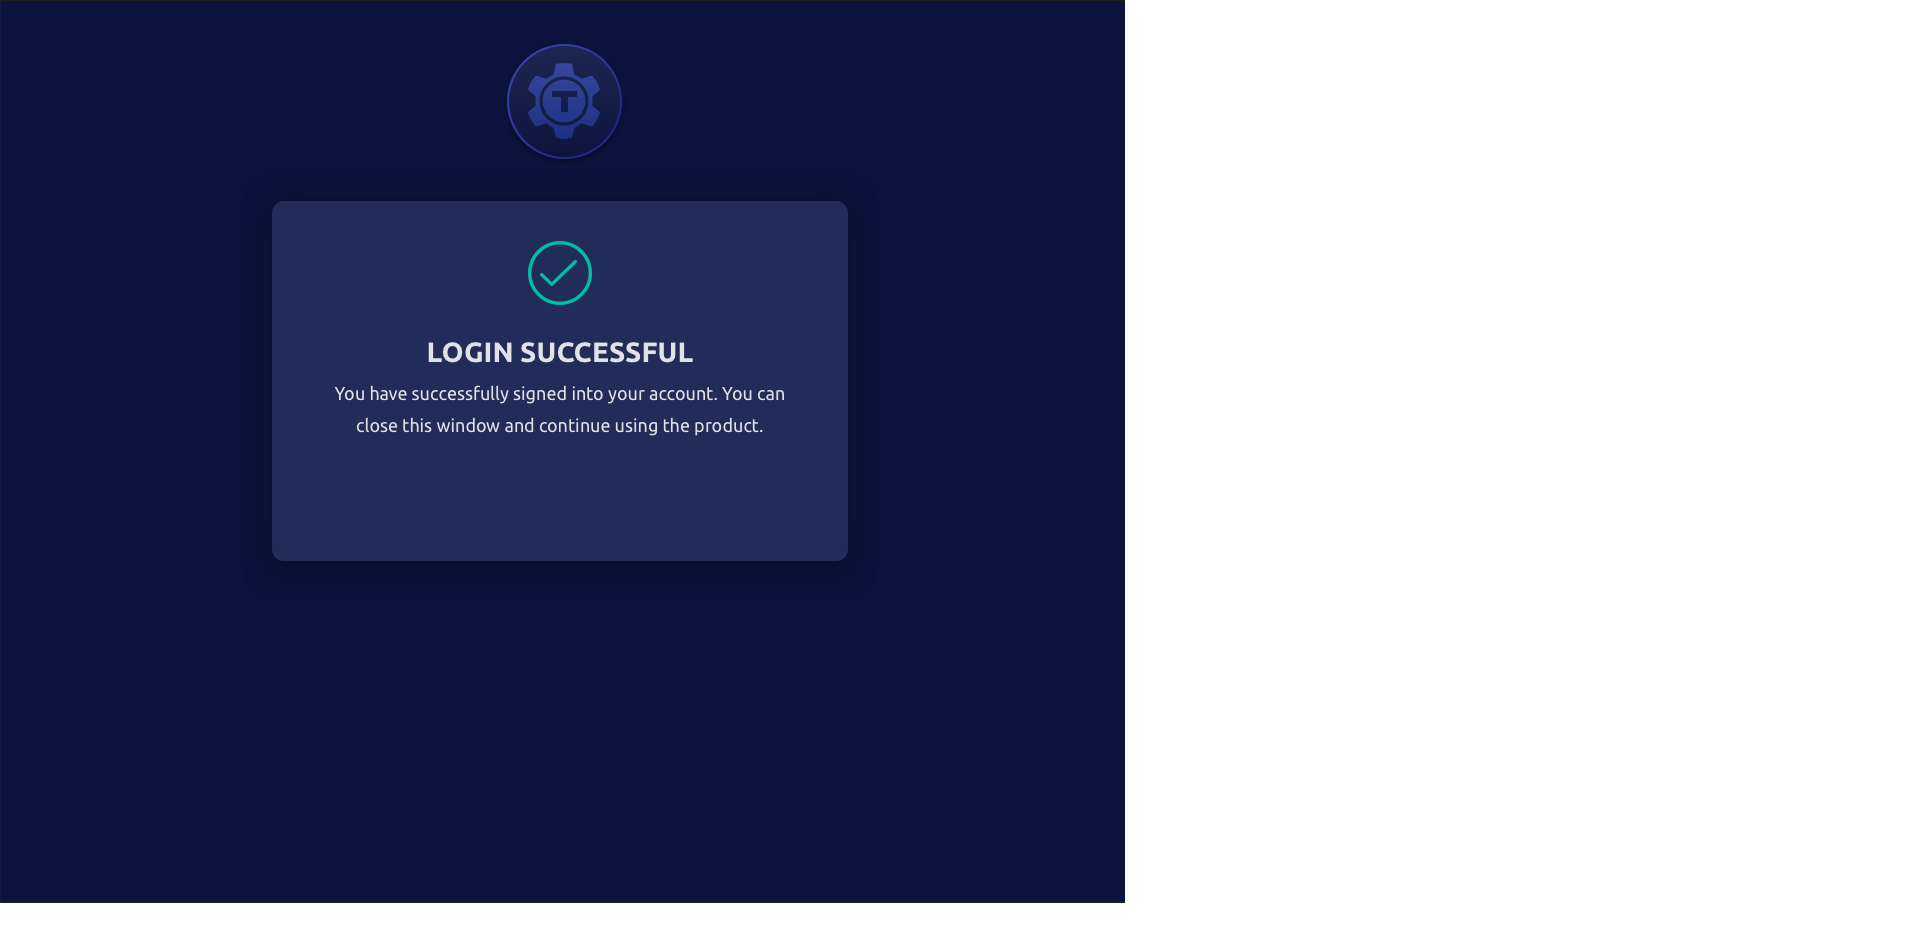 T
LOGIN SUCCESSFUL
You have successfully signed into your account. You can
close this window and continue using the product.